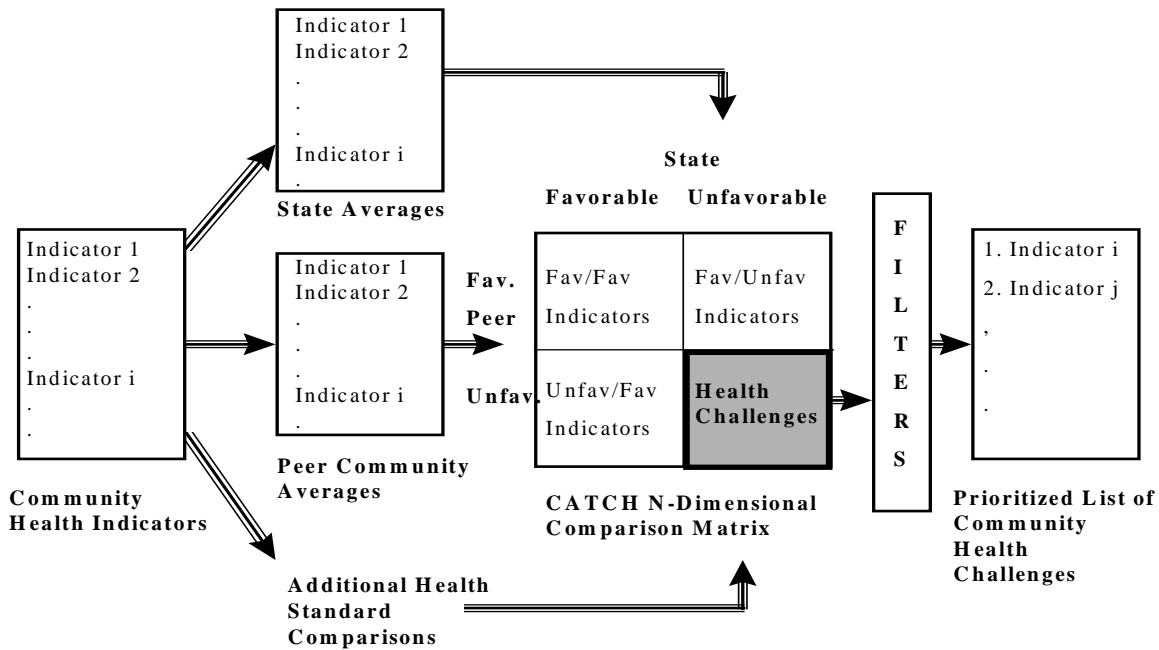 Indicator 1
Indicator 2
.
.
.
Indicator i
.
State Averages
Indicator 1
Indicator 2
.
.
.
Indicator i
.
.
Community
Health Indicators
Indicator 1
Indicator 2
.
.
.
Indicator i
.
Peer Community
Averages
Additional Health
Standard
Comparisons
State
Favorable Unfavorable
Fav.
Peer
Unfav.
Fav/Fav
Indicators
Fav/Unfav
Indicators
Unfav/Fav
Indicators
Health
Challenges
CATCH N-Dimensional
Comparison Matrix
F
I
L
T
E
R
S
1. Indicator i
2. Indicator j
,
.
.
.
Prioritized List of
Community
Health
Challenges